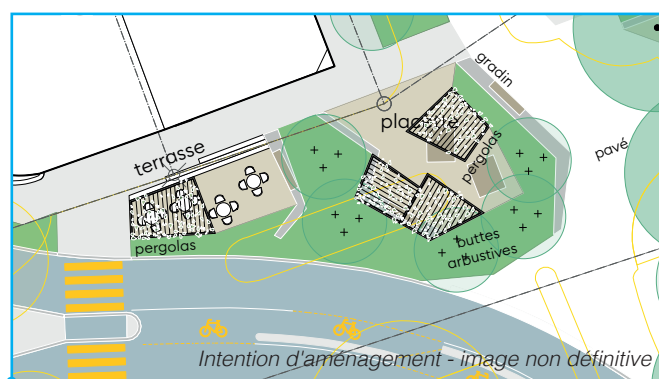 gradin
placette
terrasse
pergolas
pavé
pergolas
buttes
arbustives
Intention d'aménagement - image non définitive